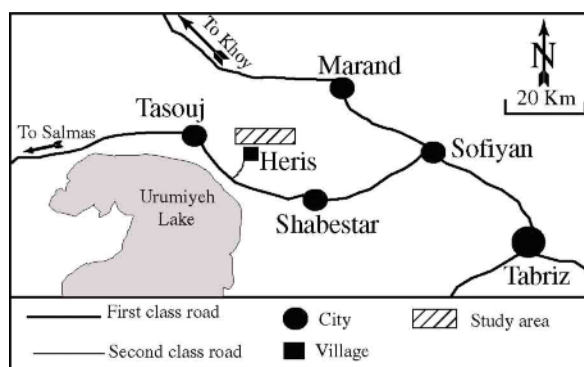 To Khoy
Marand
N
20 Km
Tasouj
To Salmas
Heris
Sofiyan
Urumiyeh
Lake
Shabestar
Tabriz
First class road
City
Study area
Second class road
Village